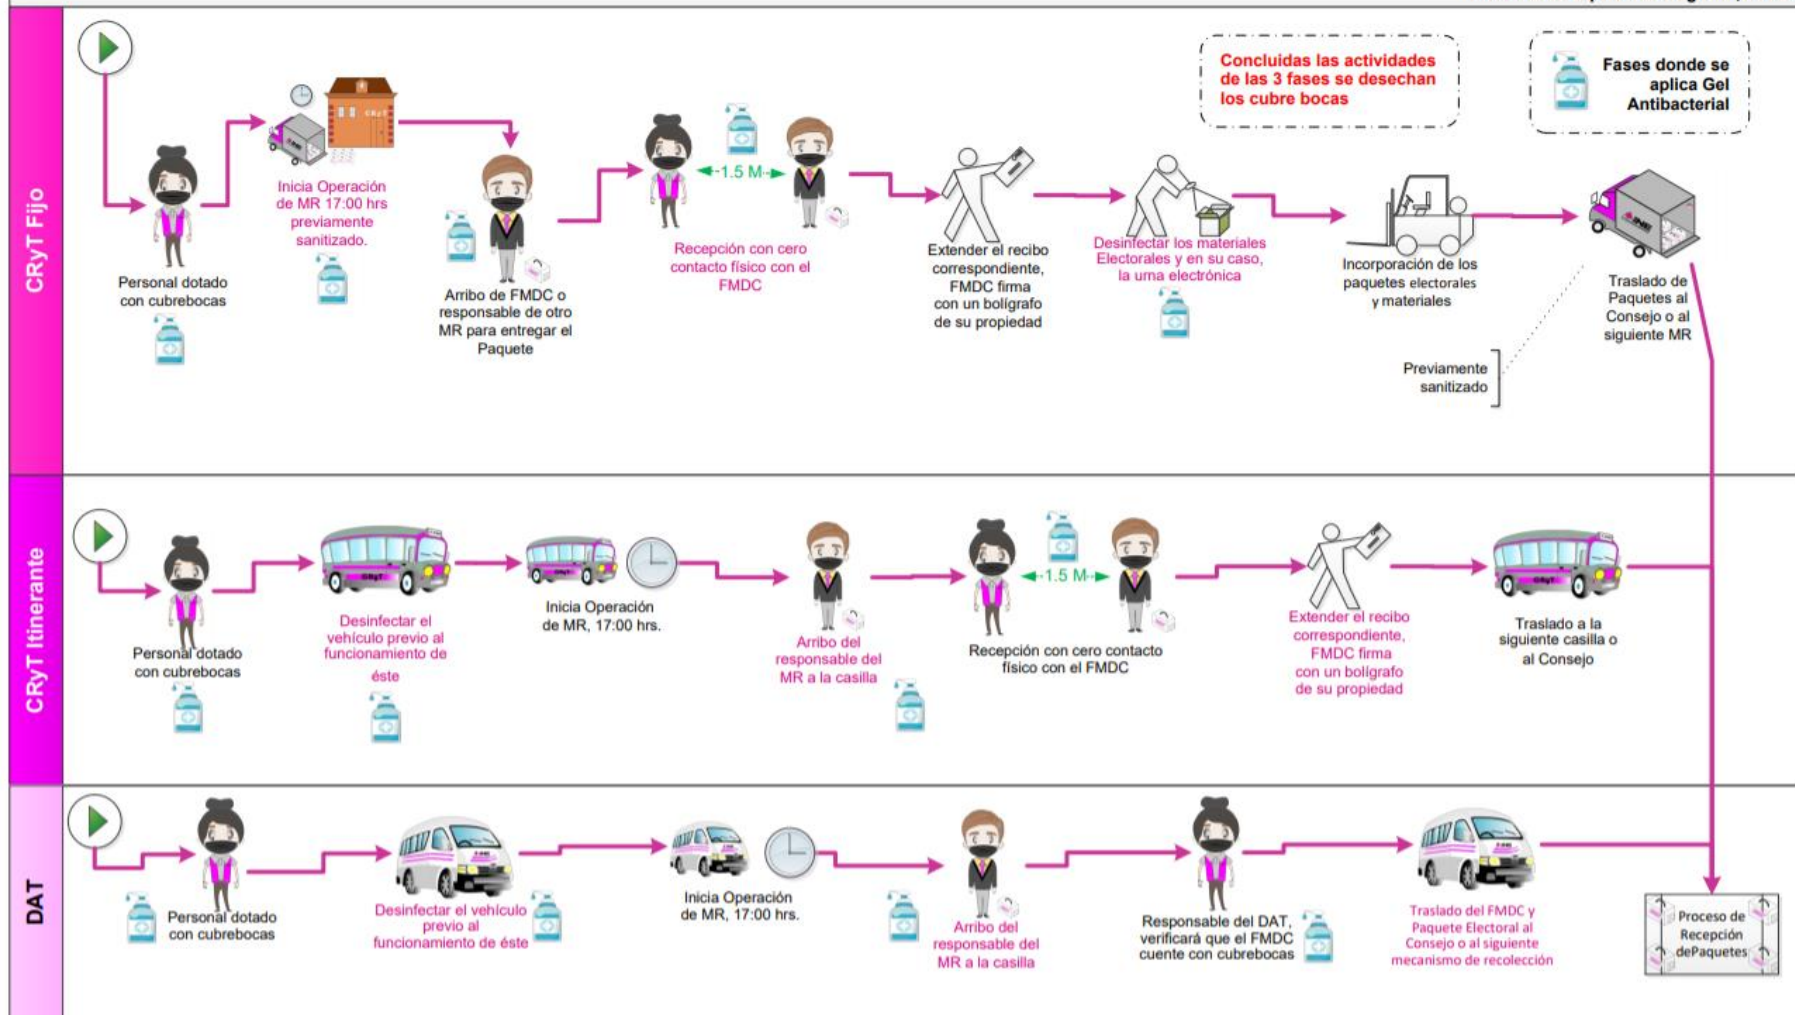 CRyT Fijo
Concluidas las actividades
de las 3 fases se desechan
los cubre bocas
Fases donde se
aplica Gel
Antibacterial
Personal dotado
con cubrebocas
CRyT
INE
Inicia Operación
de MR 17:00 hrs
previamente
sanitizado.
Arribo de FMDC o
responsable de otro
MR para entregar el
Paquete
1.5 M
Recepción con cero
contacto físico con el
FMDC
Extender el recibo
correspondiente,
FMDC firma
con un bolígrafo
de su propiedad
Desinfectar los materiales
Electorales y en su caso,
la urna electrónica
Incorporación de los
paquetes electorales
y materiales
INE
Traslado de
Paquetes al
Consejo o al
siguiente MR
Previamente
sanitizado
CRyT Itinerante
Personal dotado
con cubrebocas
CRyT
Desinfectar el
vehículo previo al
funcionamiento de
éste
CRyT
Inicia Operación
de MR, 17:00 hrs.
Arribo del
responsable del
MR a la casilla
1.5 M
Recepción con cero contacto
físico con el FMDC
Extender el recibo
correspondiente,
FMDC firma
con un bolígrafo
de su propiedad
CRyT
Traslado a la
siguiente casilla o
al Consejo
DAT
Personal dotado
con cubrebocas
Desinfectar el vehículo
previo al
funcionamiento de éste
Inicia Operación
de MR, 17:00 hrs.
Arribo del
responsable del
MR a la casilla
Responsable del DAT,
verificará que el FMDC
cuente con cubrebocas
Traslado del FMDC y
Paquete Electoral al
Consejo o al siguiente
mecanismo de recolección
Proceso de
Recepción
dePaquetes